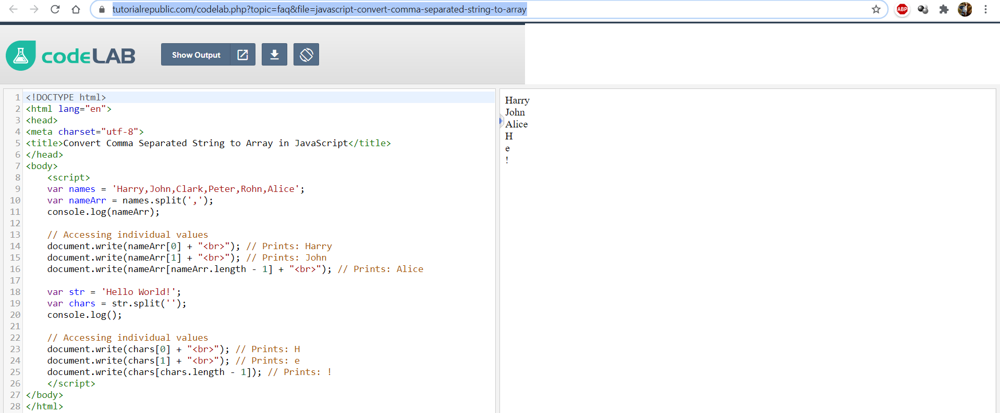 tutorialrepublic.com/codelab.php?topic=faq&file=javascript-convert-comma-separated-string-to-array
ABP
codeLAB
Show Output
1 <!DOCTYPE html>
2 <html lang="en">
3 <head>
4 <meta charset="utf-8">
5 <title>Convert Comma Separated String to Array in JavaScript</title>
6 </head>
7 <body>
8     <script>
9     var names = 'Harry,John,Clark,Peter,Rohn,Alice';
10     var nameArr = names.split(',');
11     console.log(nameArr);
12
13     // Accessing individual values
14     document.write(nameArr[0] + "<br>"); // Prints: Harry
15     document.write(nameArr[1] + "<br>"); // Prints: John
16     document.write(nameArr[nameArr.length - 1] + "<br>"); // Prints: Alice
17
18     var str = 'Hello World!';
19     var chars = str.split('');
20     console.log();
21
22     // Accessing individual values
23     document.write(chars[0] + "<br>"); // Prints: H
24     document.write(chars[1] + "<br>"); // Prints: e
25     document.write(chars[chars.length - 1]); // Prints: !
26     </script>
27 </body>
28 </html>
Harry
John
Alice
H
e
!